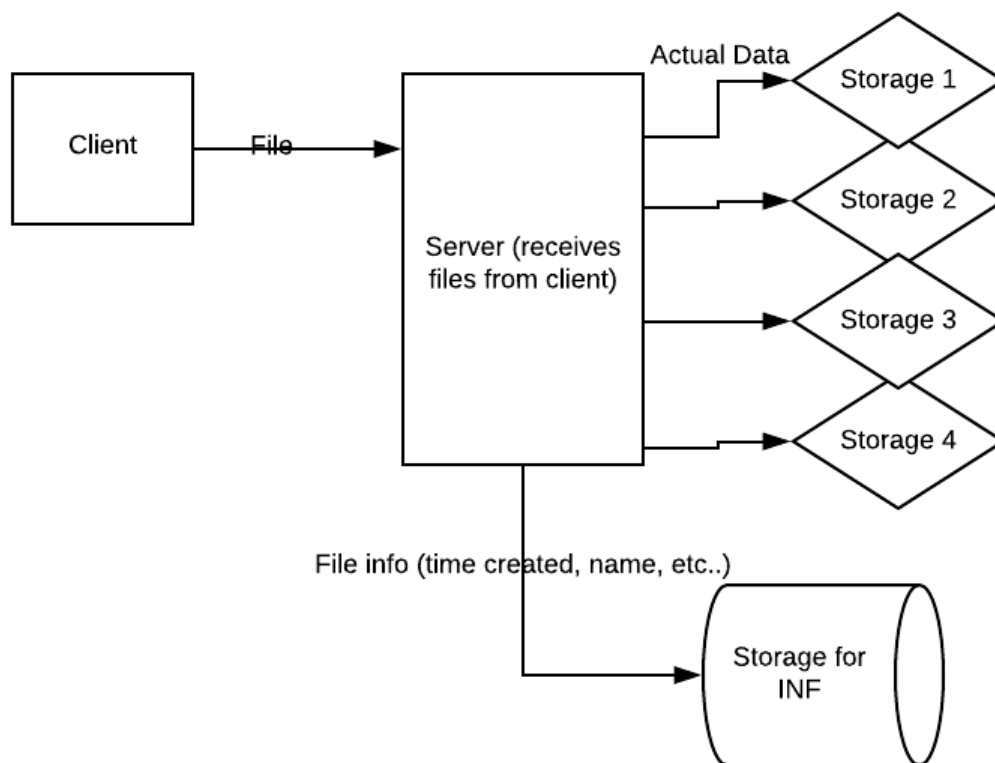 Actual Data
Storage 1
Client
File
Storage 2
Server (receives
files from client)
Storage 3
Storage 4
File info (time created, name, etc..)
Storage for
INF